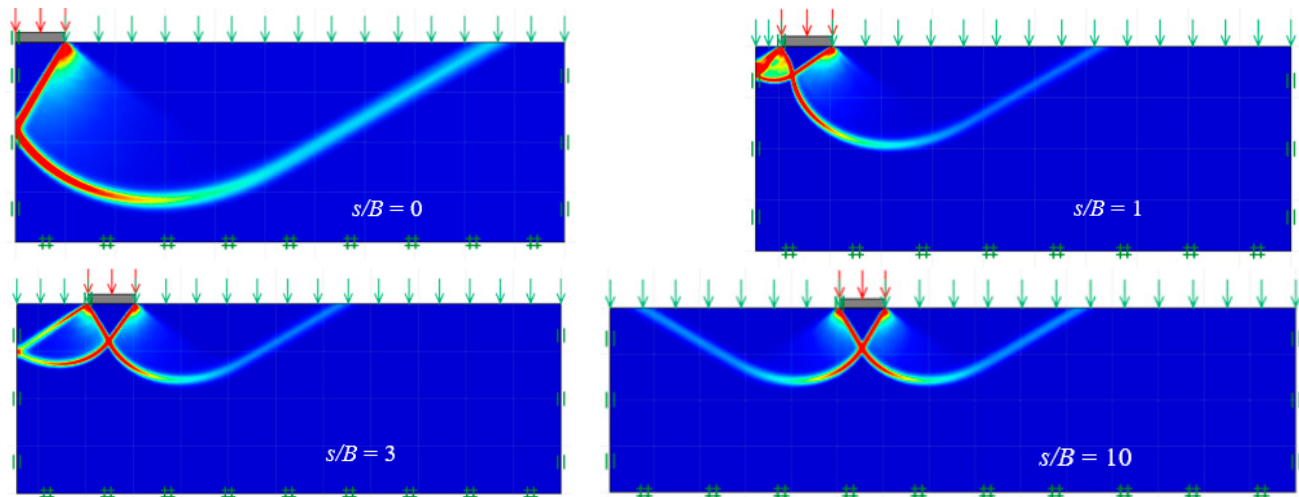 s/B = 0
s/B = 1
s/B = 3
s/B = 10